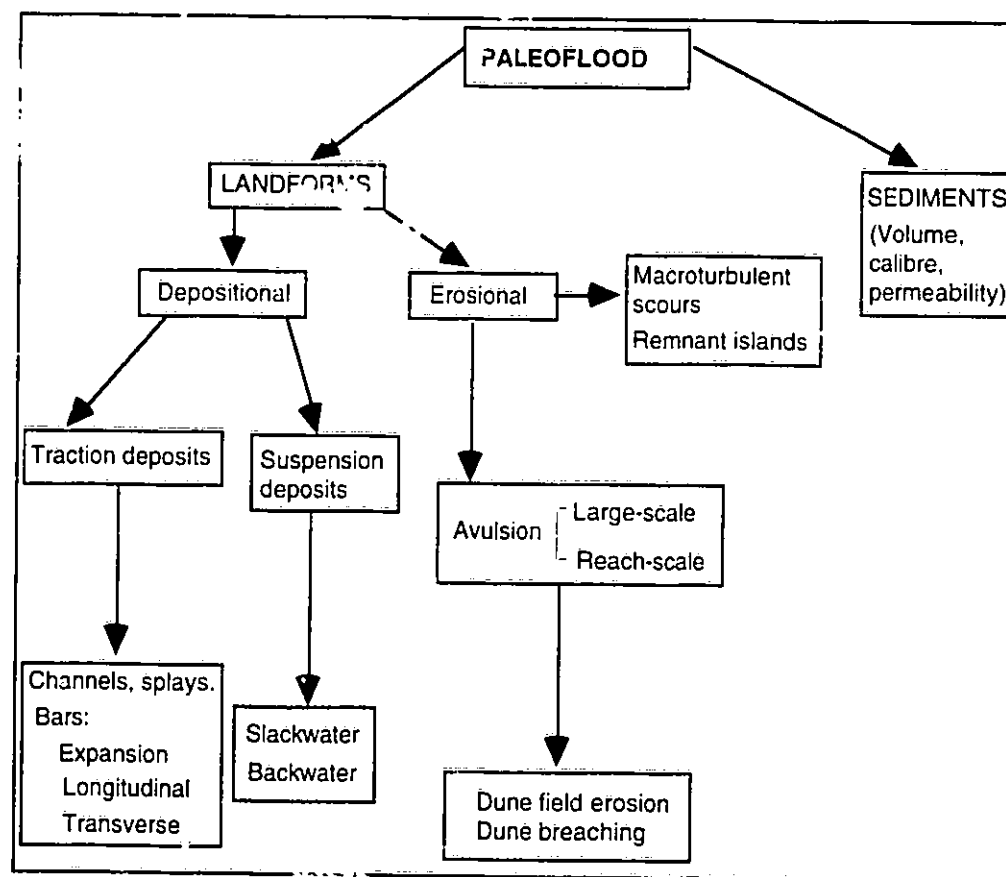 PALEOFLOOD
LANDFORMS
SEDIMENTS
(Volume,
calibre,
permeability)
Depositional
Erosional
Macroturbulent
scours
Remnant islands
Traction deposits
Suspension
deposits
Avulsion
Large-scale
Reach-scale
Channels, splays.
Bars:
Expansion
Longitudinal
Transverse
Slackwater
Backwater
Dune field erosion
Dune breaching